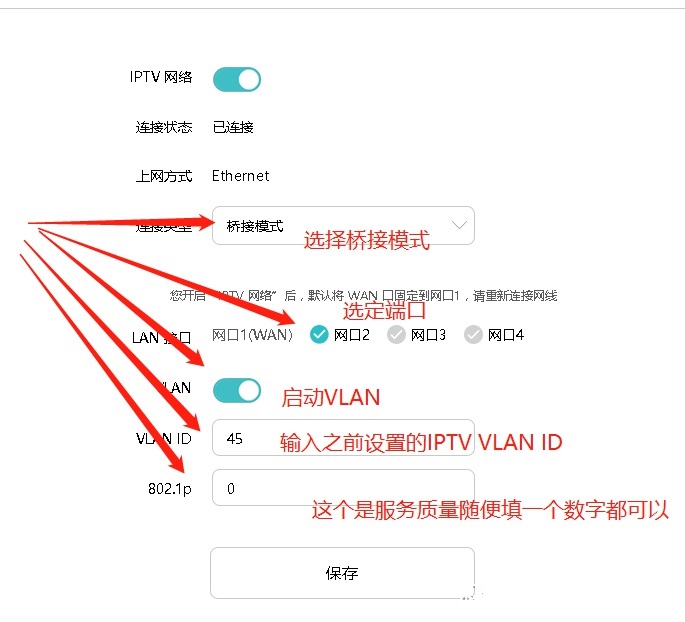 IPTV 网络
连接状态 已连接
上网方式 Ethernet
连接类型 桥接模式
选择桥接模式
您开启“IPTV 网络”后，默认将 WAN 口固定到网口1，请重新连接网线
选定端口
LAN 接口 网口1(WAN) 网口2 网口3 网口4
VLAN 启动VLAN
VLAN ID 45 输入之前设置的IPTV VLAN ID
802.1p 0
这个是服务质量随便填一个数字都可以
保存